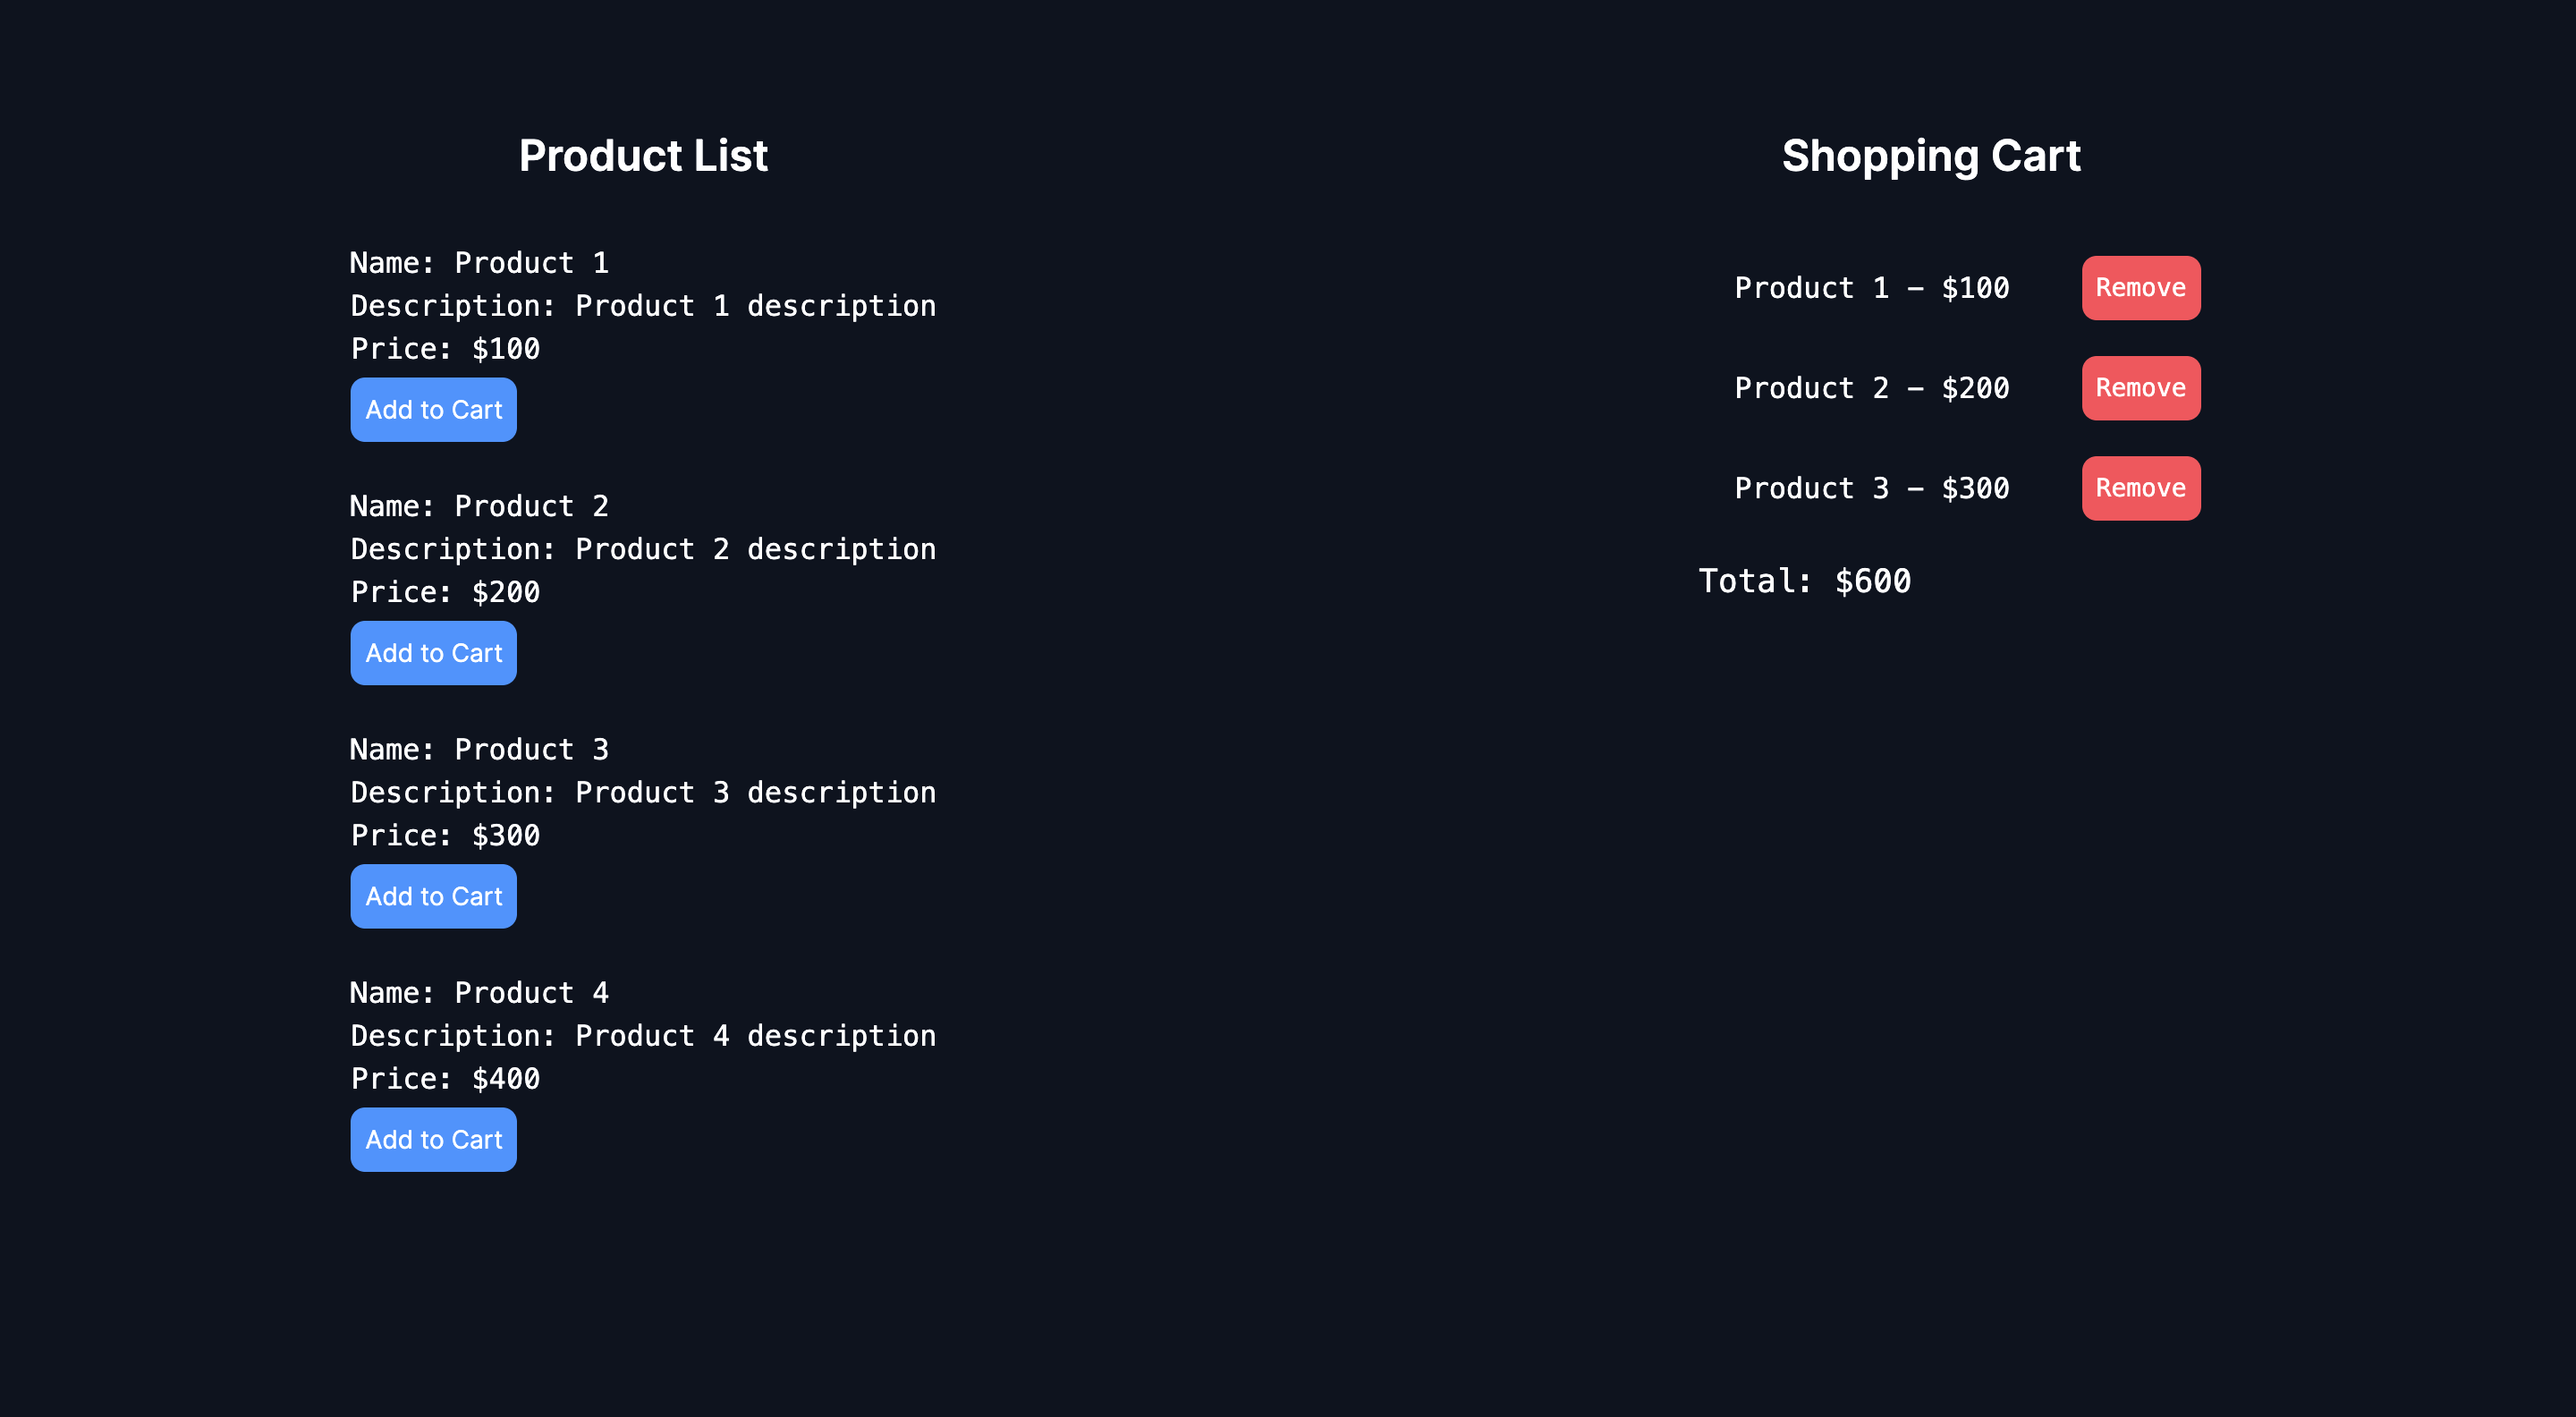 Product List
Name: Product 1
Description: Product 1 description
Price: $100
Add to Cart
Name: Product 2
Description: Product 2 description
Price: $200
Add to Cart
Name: Product 3
Description: Product 3 description
Price: $300
Add to Cart
Name: Product 4
Description: Product 4 description
Price: $400
Add to Cart
Shopping Cart
Product 1 – $100 Remove
Product 2 – $200 Remove
Product 3 – $300 Remove
Total: $600